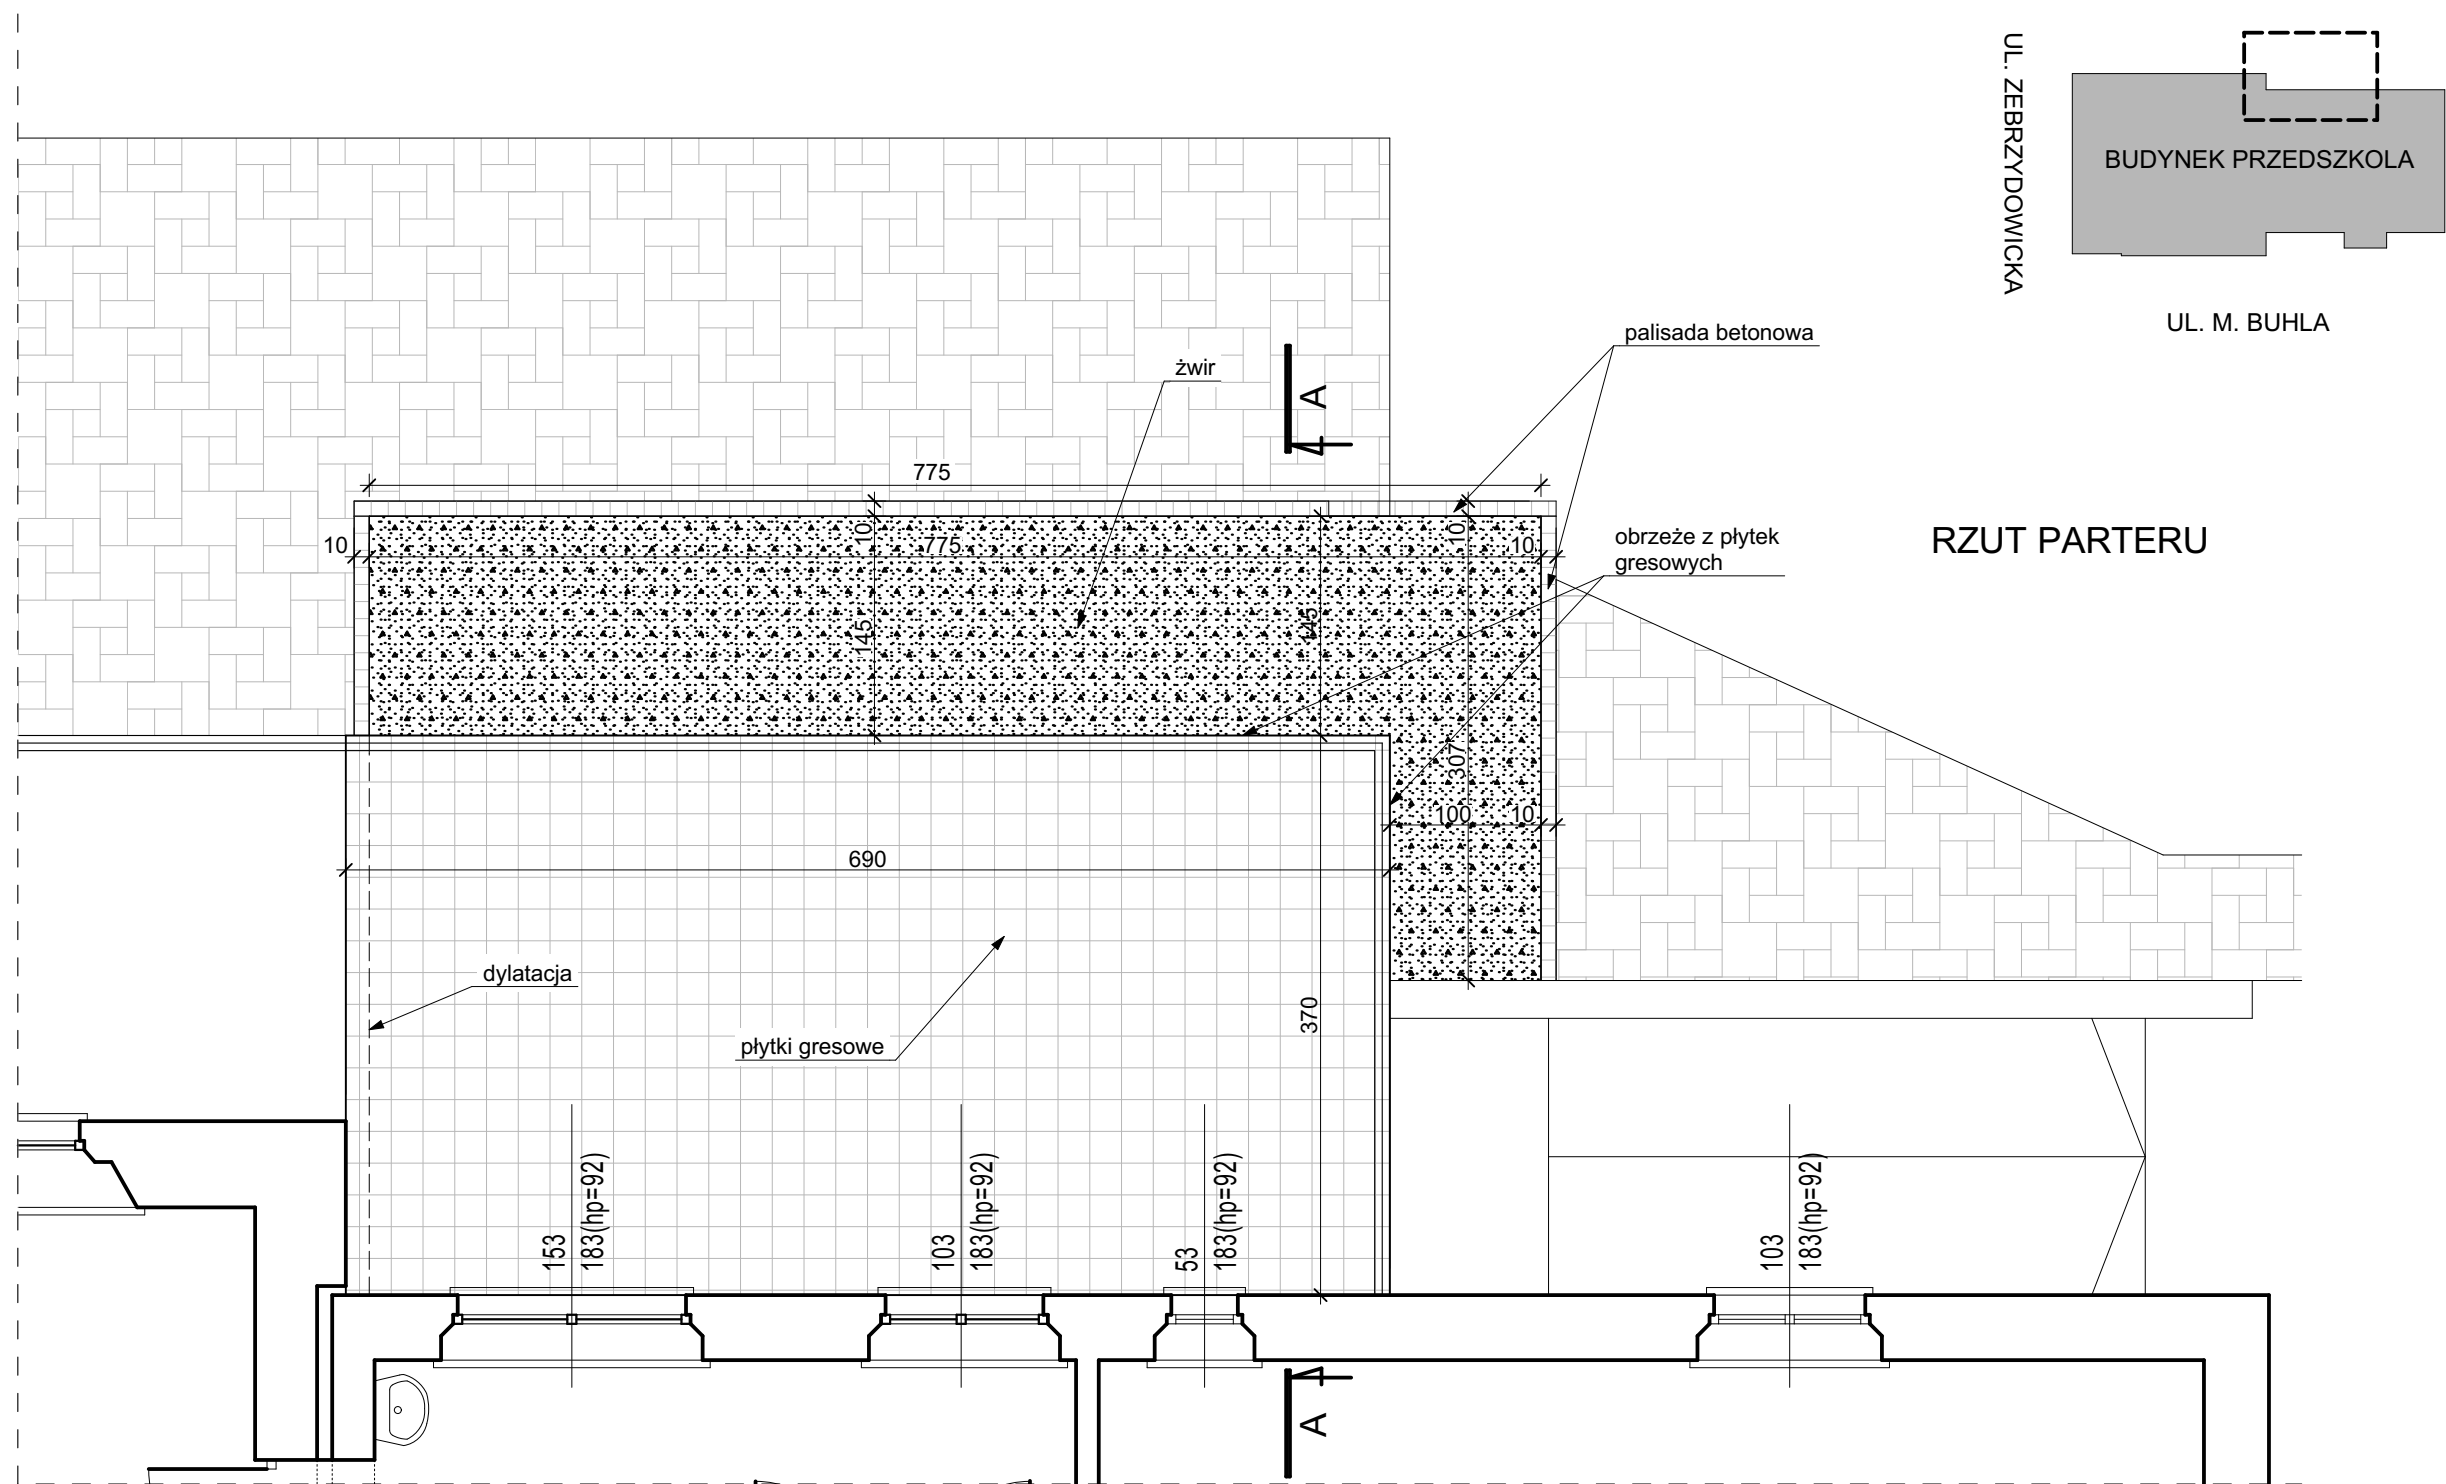 UL. ZEBRZYDOWICKA
BUDYNEK PRZEDSZKOLA
UL. M. BUHLA
palisada betonowa
żwir
A
775
10
10
775
10
10
obrzeże z płytek
gresowych
RZUT PARTERU
145
145
307
100
10
690
dylatacja
370
płytki gresowe
153
183(hp=92)
103
183(hp=92)
53
183(hp=92)
103
183(hp=92)
A